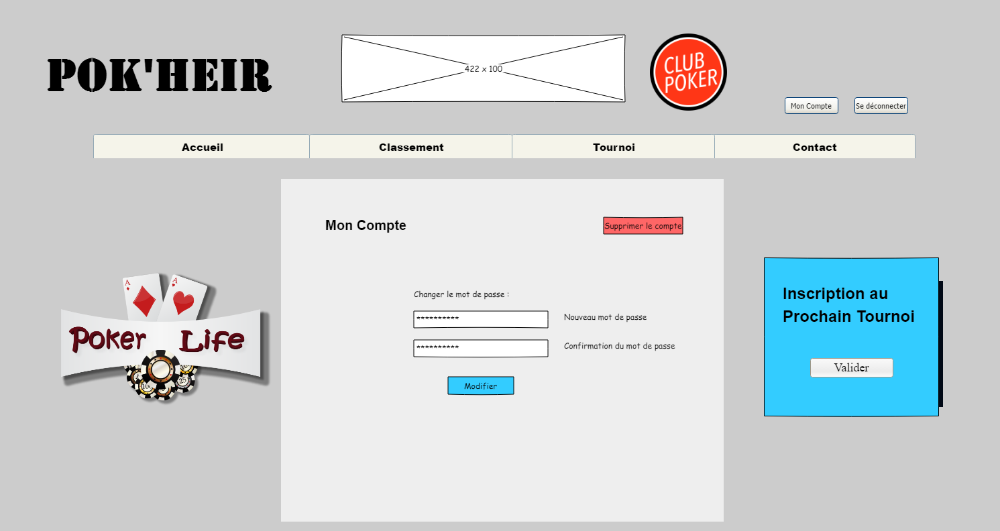 POK'HEIR
422 x 100
CLUB
POKER
Mon Compte
Se déconnecter
Accueil
Classement
Tournoi
Contact
Mon Compte
Supprimer le compte
A
A
Poker Life
100
25
Changer le mot de passe :
**********
Nouveau mot de passe
**********
Confirmation du mot de passe
Modifier
Inscription au
Prochain Tournoi
Valider